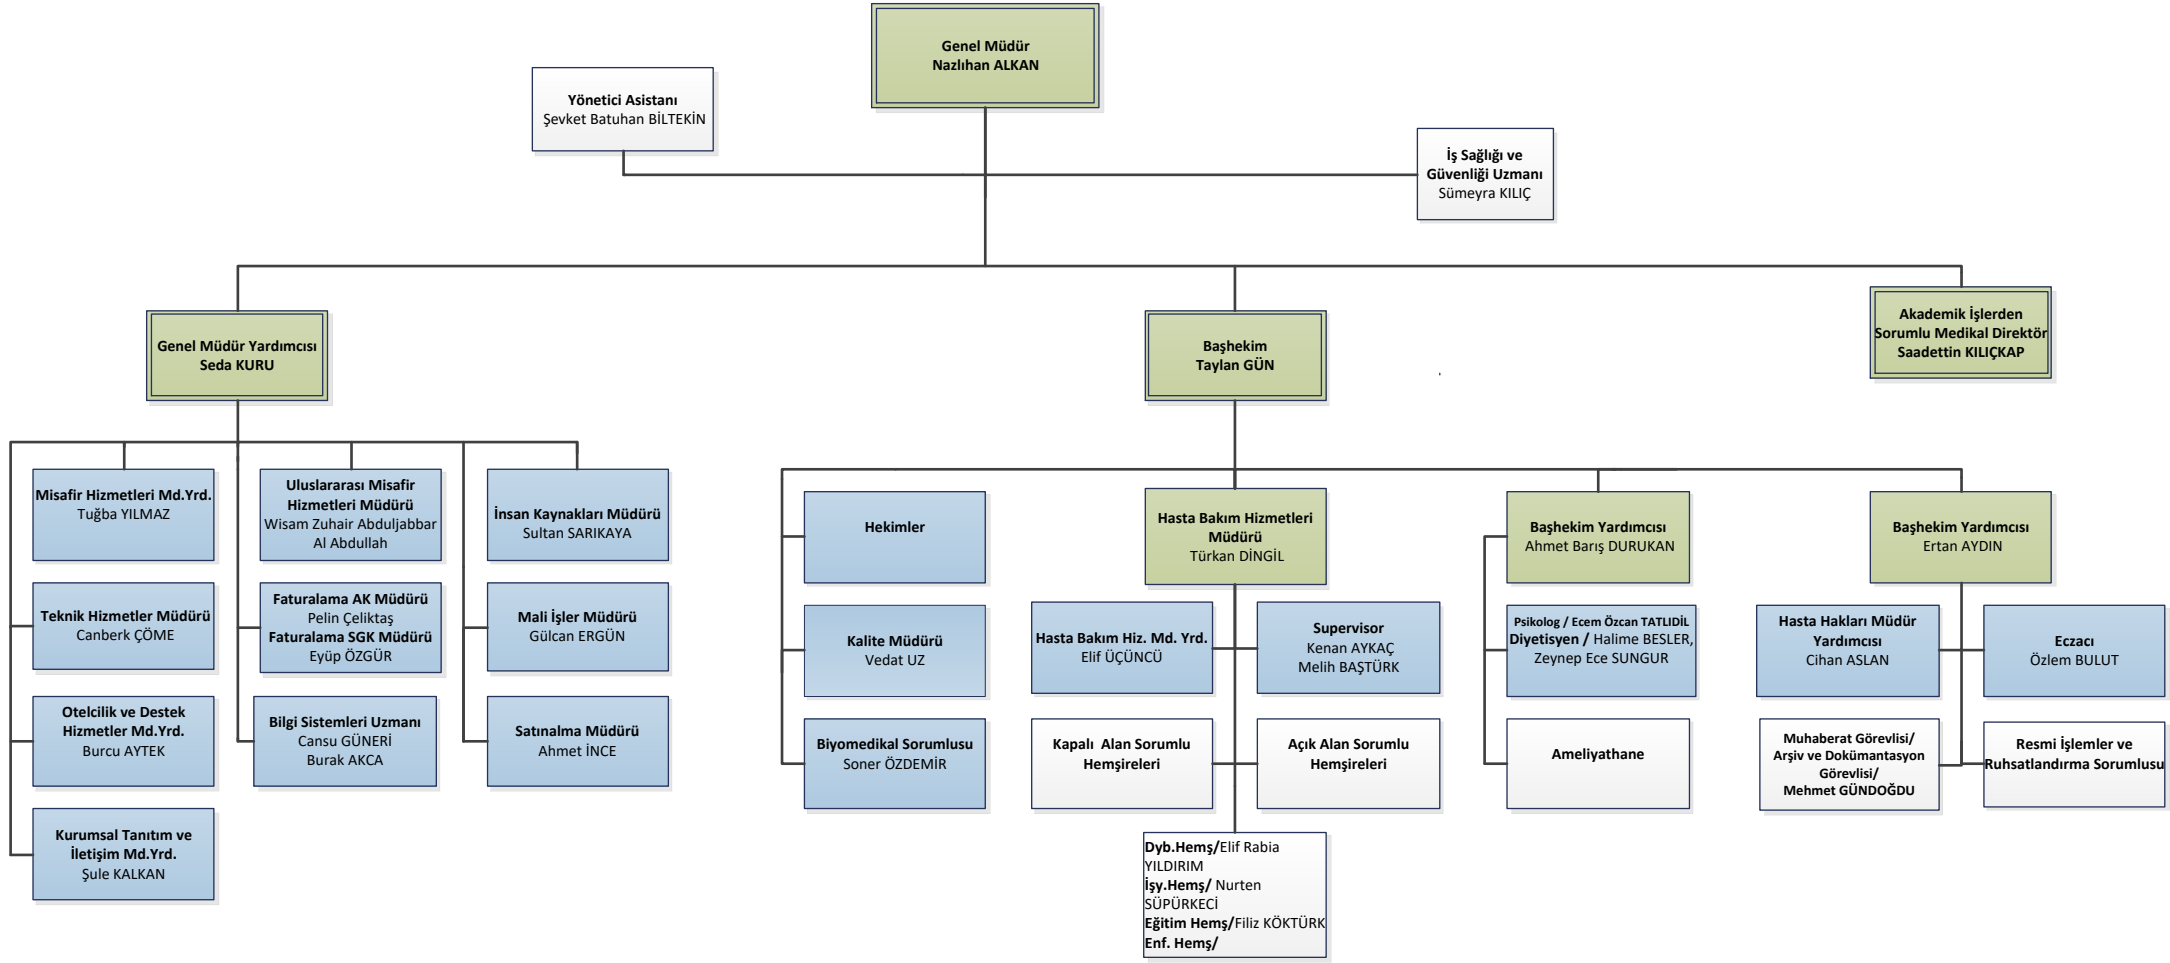 Genel Müdür
Nazlıhan ALKAN
Yönetici Asistanı
Şevket Batuhan BİLTEKİN
İş Sağlığı ve
Güvenliği Uzmanı
Sümeyra KILIÇ
Genel Müdür Yardımcısı
Seda KURU
Başhekim
Taylan GÜN
Akademik İşlerden
Sorumlu Medikal Direktör
Saadettin KILIÇKAP
Misafir Hizmetleri Md.Yrd.
Tuğba YILMAZ
Uluslararası Misafir
Hizmetleri Müdürü
Wisam Zuhair Abduljabbar
Al Abdullah
İnsan Kaynakları Müdürü
Sultan SARIKAYA
Teknik Hizmetler Müdürü
Canberk ÇÖME
Faturalama AK Müdürü
Pelin Çeliktaş
Faturalama SGK Müdürü
Eyüp ÖZGÜR
Mali İşler Müdürü
Gülcan ERGÜN
Otelcilik ve Destek
Hizmetler Md.Yrd.
Burcu AYTEK
Bilgi Sistemleri Uzmanı
Cansu GÜNERİ
Burak AKCA
Satınalma Müdürü
Ahmet İNCE
Kurumsal Tanıtım ve
İletişim Md.Yrd.
Şule KALKAN
Hekimler
Hasta Bakım Hizmetleri
Müdürü
Türkan DİNGİL
Başhekim Yardımcısı
Ahmet Barış DURUKAN
Başhekim Yardımcısı
Ertan AYDIN
Kalite Müdürü
Vedat UZ
Hasta Bakım Hiz. Md. Yrd.
Elif ÜÇÜNCÜ
Supervisor
Kenan AYKAÇ
Melih BAŞTÜRK
Psikolog / Ecem Özcan TATLIDİL
Diyetisyen / Halime BESLER,
Zeynep Ece SUNGUR
Hasta Hakları Müdür
Yardımcısı
Cihan ASLAN
Eczacı
Özlem BULUT
Biyomedikal Sorumlusu
Soner ÖZDEMİR
Kapalı Alan Sorumlu
Hemşireleri
Açık Alan Sorumlu
Hemşireleri
Ameliyathane
Muhaberat Görevlisi/
Arşiv ve Dokümantasyon
Görevlisi/
Mehmet GÜNDOĞDU
Resmi İşlemler ve
Ruhsatlandırma Sorumlusu
Dyb.Hemş/Elif Rabia
YILDIRIM
İşy.Hemş/ Nurten
SÜPÜRKECİ
Eğitim Hemş/Filiz KÖKTÜRK
Enf. Hemş/